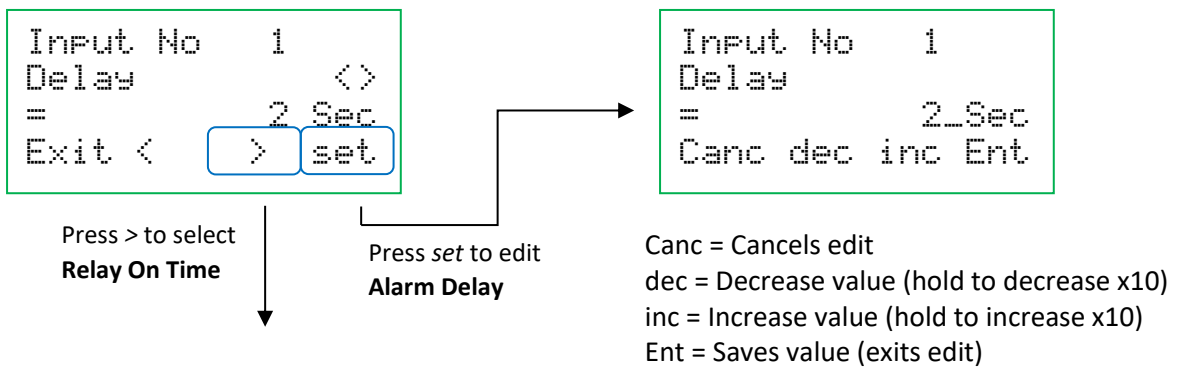 Input No 1
Delay <>
= 2 Sec
Exit < > set
Press > to select
Relay On Time
Press set to edit
Alarm Delay
Input No 1
Delay
= 2_Sec
Canc dec inc Ent
Canc = Cancels edit
dec = Decrease value (hold to decrease x10)
inc = Increase value (hold to increase x10)
Ent = Saves value (exits edit)